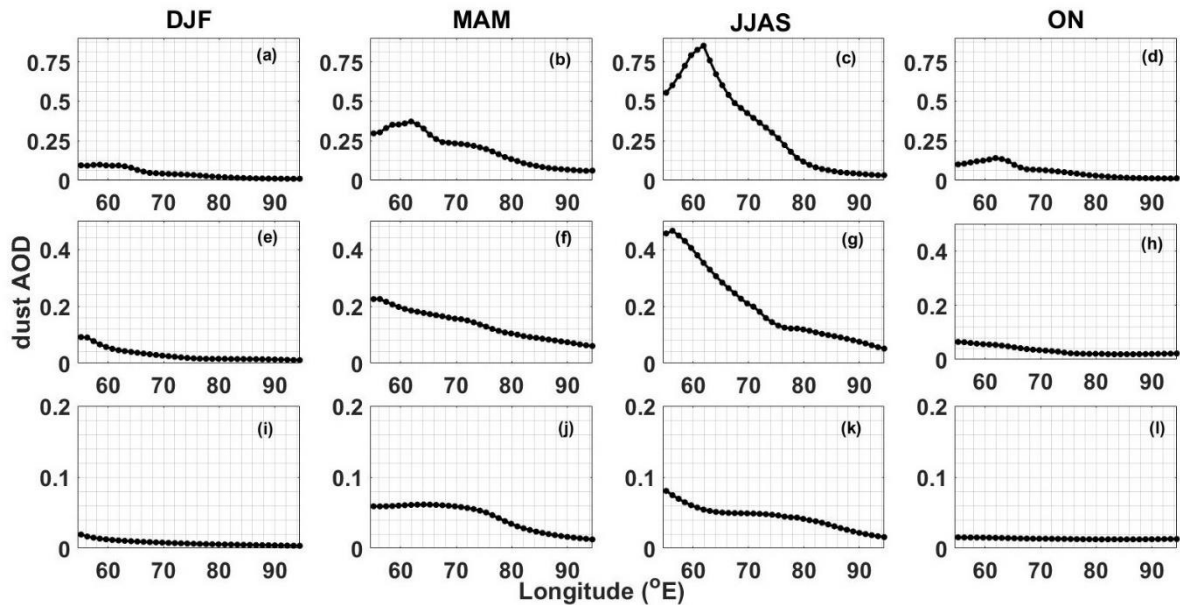 DJF MAM JJAS ON
(a) (b) (c) (d)
0.75 0.75 0.75 0.75
0.5 0.5 0.5 0.5
0.25 0.25 0.25 0.25
0 0 0 0
60 70 80 90 60 70 80 90 60 70 80 90 60 70 80 90
(e) (f) (g) (h)
0.4 0.4 0.4 0.4
dust AOD
0.2 0.2 0.2 0.2
0 0 0 0
60 70 80 90 60 70 80 90 60 70 80 90 60 70 80 90
0.2 0.2 0.2 0.2
(i) (j) (k) (l)
0.1 0.1 0.1 0.1
0 0 0 0
60 70 80 90 60 70 80 90 60 70 80 90 60 70 80 90
Longitude (°E)